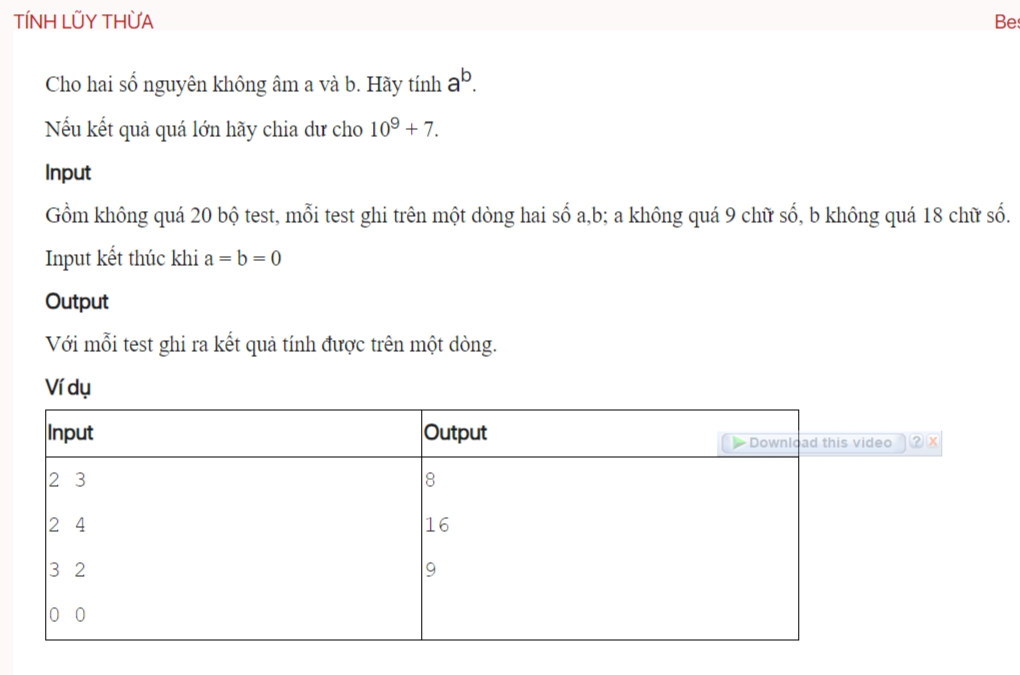 TÍNH LŨY THỪA
Bes
Cho hai số nguyên không âm a và b. Hãy tính aᵇ.
Nếu kết quả quá lớn hãy chia dư cho 10⁹ + 7.
Input
Gồm không quá 20 bộ test, mỗi test ghi trên một dòng hai số a,b; a không quá 9 chữ số, b không quá 18 chữ số.
Input kết thúc khi a = b = 0
Output
Với mỗi test ghi ra kết quả tính được trên một dòng.
Ví dụ
Input Output
Download this video ? x
2 3 8
2 4 16
3 2 9
0 0